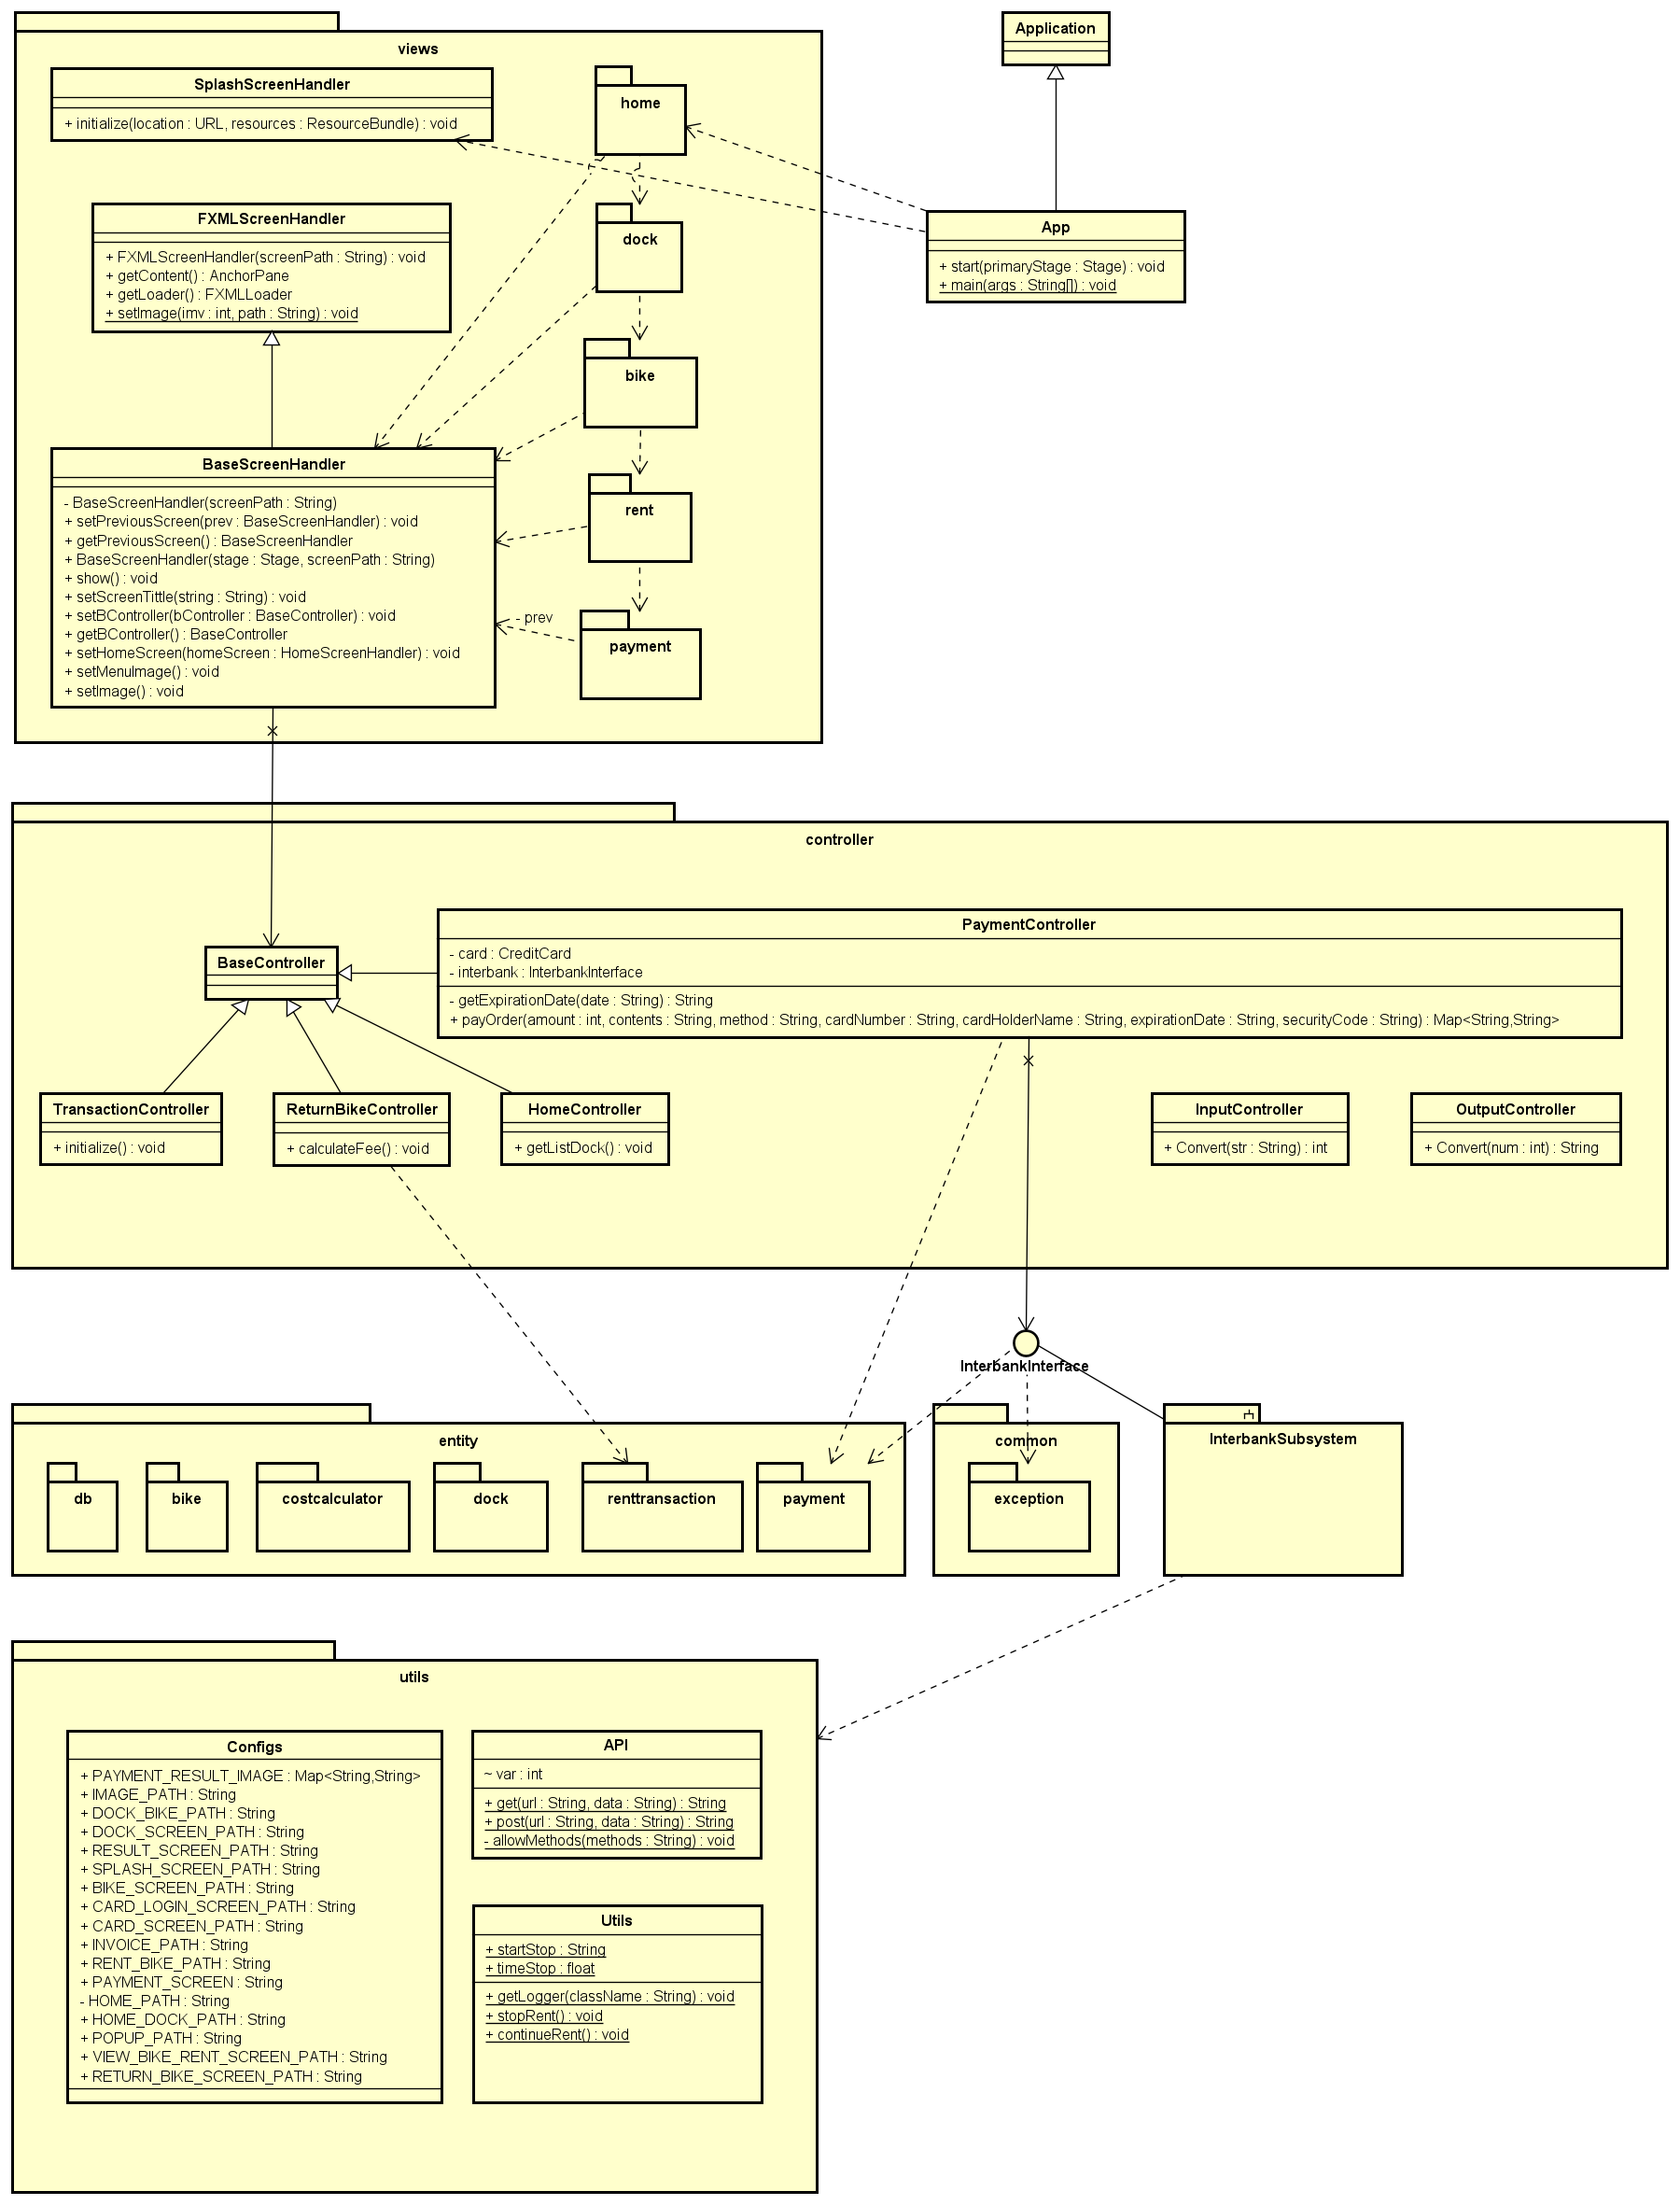 views
SplashScreenHandler
+ initialize(location : URL, resources : ResourceBundle) : void
home
Application
FXMLScreenHandler
+ FXMLScreenHandler(screenPath : String) : void
+ getContent() : AnchorPane
+ getLoader() : FXMLLoader
+ setImage(imv : int, path : String) : void
dock
App
+ start(primaryStage : Stage) : void
+ main(args : String[]) : void
bike
BaseScreenHandler
- BaseScreenHandler(screenPath : String)
+ setPreviousScreen(prev : BaseScreenHandler) : void
+ getPreviousScreen() : BaseScreenHandler
+ BaseScreenHandler(stage : Stage, screenPath : String)
+ show() : void
+ setScreenTittle(string : String) : void
+ setBController(bController : BaseController) : void
+ getBController() : BaseController
+ setHomeScreen(homeScreen : HomeScreenHandler) : void
+ setMenuImage() : void
+ setImage() : void
rent
- prev
payment
controller
BaseController
PaymentController
- card : CreditCard
- interbank : InterbankInterface
- getExpirationDate(date : String) : String
+ payOrder(amount : int, contents : String, method : String, cardNumber : String, cardHolderName : String, expirationDate : String, securityCode : String) : Map<String,String>
TransactionController
+ initialize() : void
ReturnBikeController
+ calculateFee() : void
HomeController
+ getListDock() : void
InputController
+ Convert(str : String) : int
OutputController
+ Convert(num : int) : String
InterbankInterface
entity
db
bike
costcalculator
dock
renttransaction
payment
common
exception
InterbankSubsystem
utils
Configs
+ PAYMENT_RESULT_IMAGE : Map<String,String>
+ IMAGE_PATH : String
+ DOCK_BIKE_PATH : String
+ DOCK_SCREEN_PATH : String
+ RESULT_SCREEN_PATH : String
+ SPLASH_SCREEN_PATH : String
+ BIKE_SCREEN_PATH : String
+ CARD_LOGIN_SCREEN_PATH : String
+ CARD_SCREEN_PATH : String
+ INVOICE_PATH : String
+ RENT_BIKE_PATH : String
+ PAYMENT_SCREEN : String
- HOME_PATH : String
+ HOME_DOCK_PATH : String
+ POPUP_PATH : String
+ VIEW_BIKE_RENT_SCREEN_PATH : String
+ RETURN_BIKE_SCREEN_PATH : String
API
~ var : int
+ get(url : String, data : String) : String
+ post(url : String, data : String) : String
- allowMethods(methods : String) : void
Utils
+ startStop : String
+ timeStop : float
+ getLogger(className : String) : void
+ stopRent() : void
+ continueRent() : void